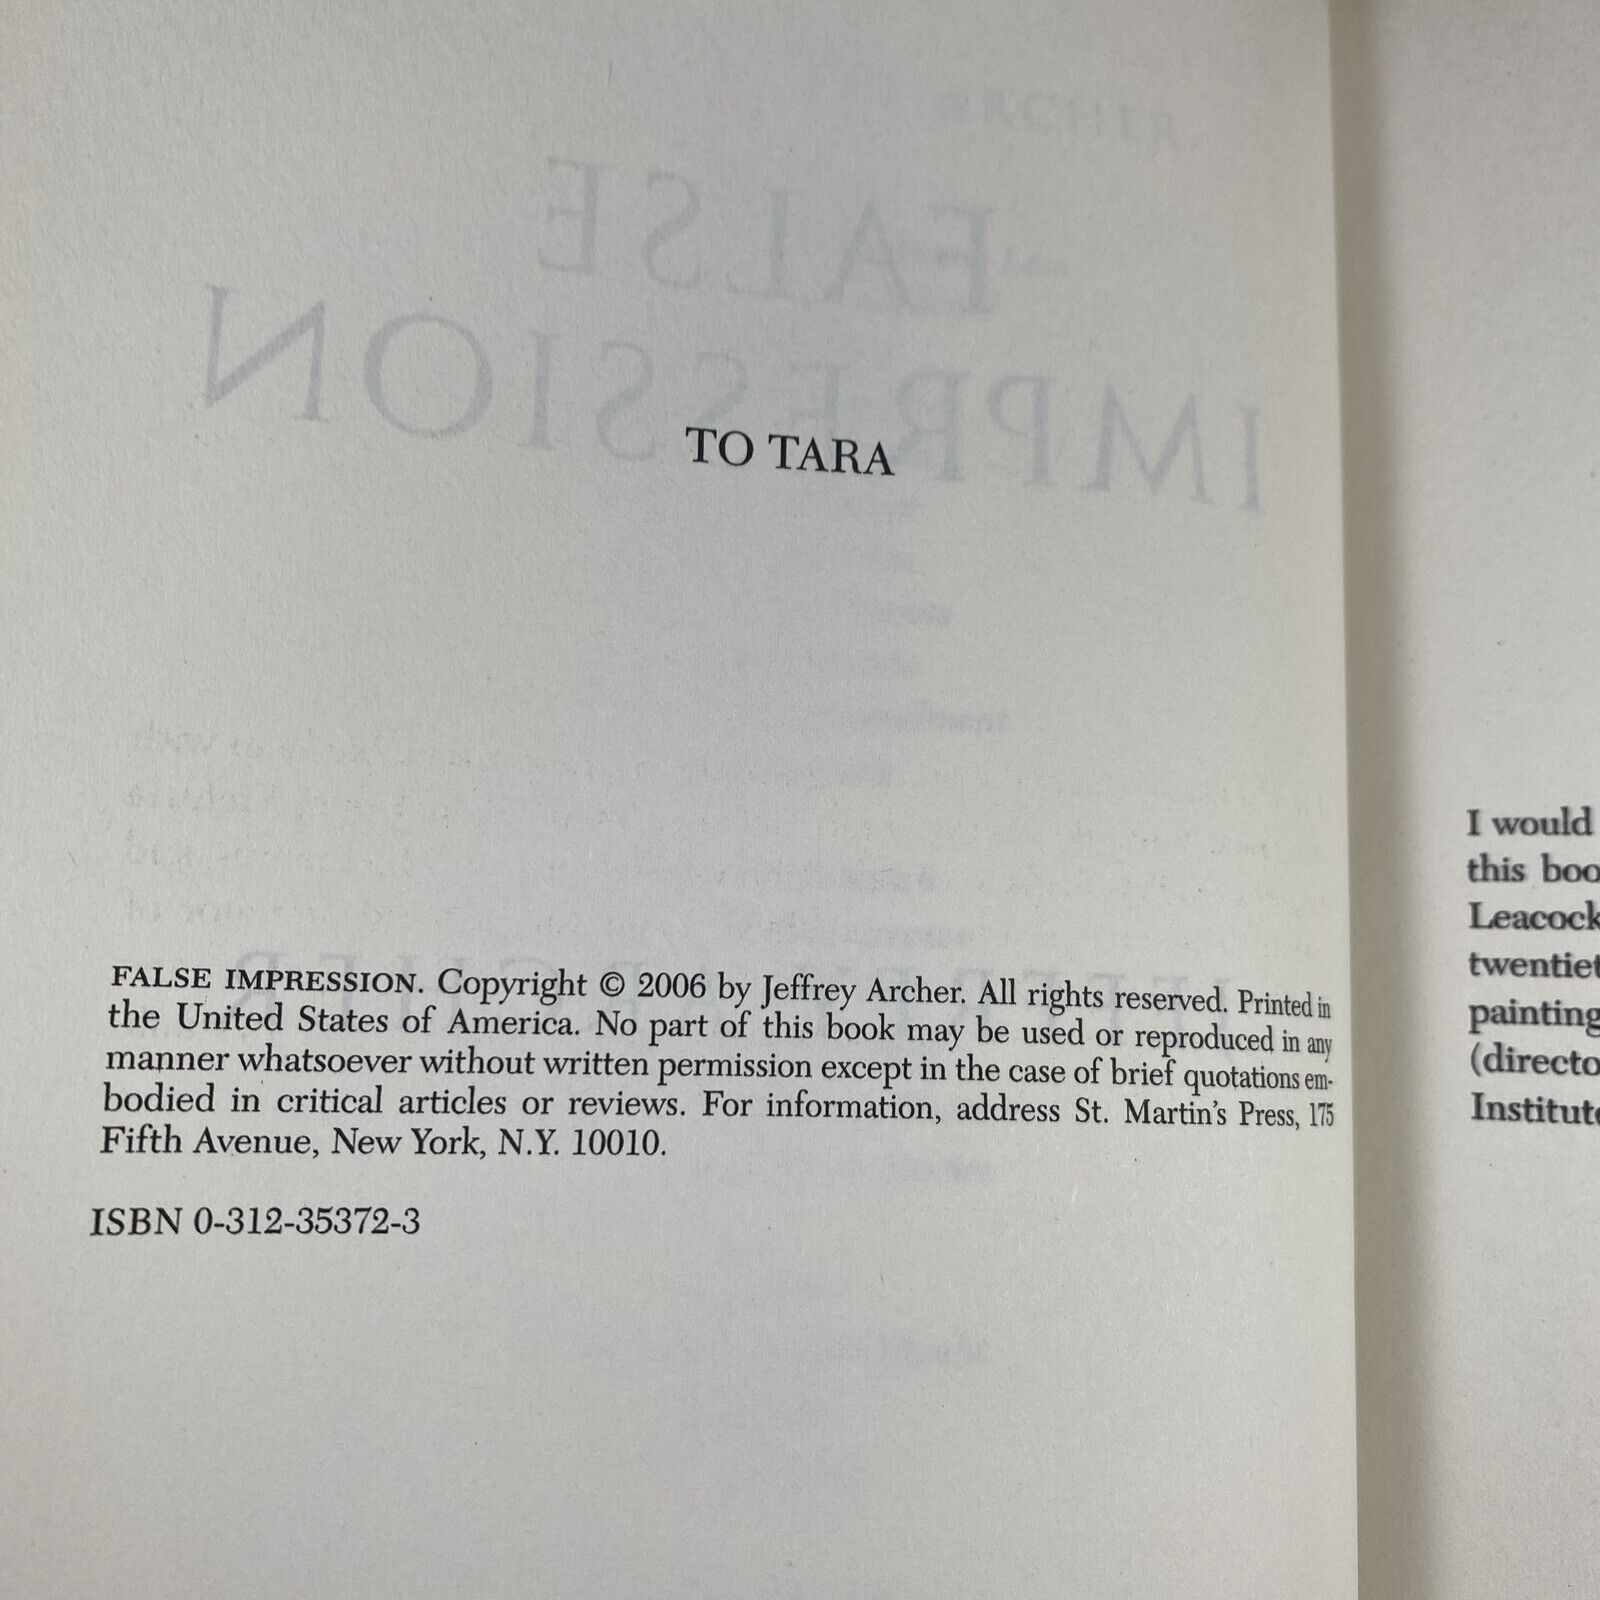 TO TARA
FALSE IMPRESSION. Copyright © 2006 by Jeffrey Archer. All rights reserved. Printed in
the United States of America. No part of this book may be used or reproduced in any
manner whatsoever without written permission except in the case of brief quotations em-
bodied in critical articles or reviews. For information, address St. Martin's Press, 175
Fifth Avenue, New York, N.Y. 10010.
ISBN 0-312-35372-3
I would
this boo
Leacock
twentiet
painting
(directo
Institute
ARCHER
FALSE
IMPRESSION